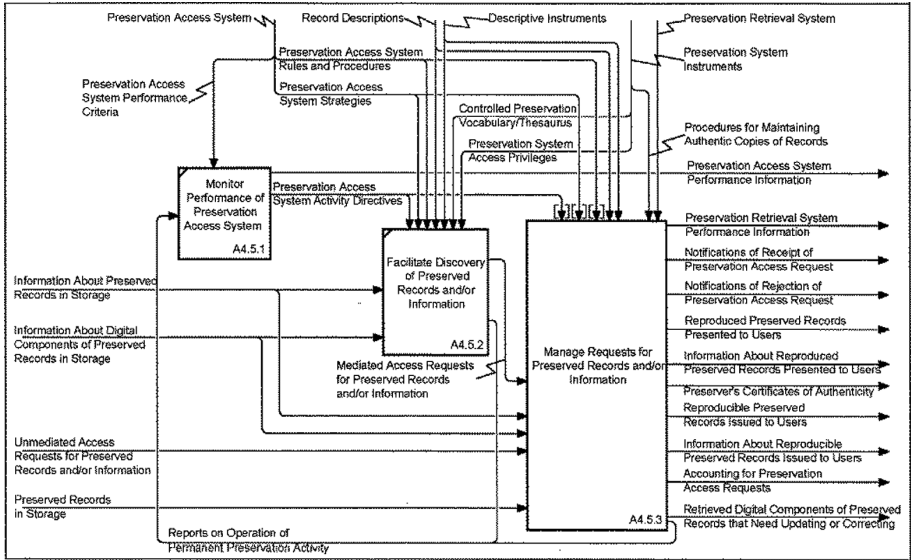 Preservation Access System
Record Descriptions
Descriptive Instruments
Preservation Retrieval System
Preservation Access System
Rules and Procedures
Preservation System
Instruments
Preservation Access
System Performance
Criteria
Preservation Access
System Strategies
Controlled Preservation
Vocabulary/Thesaurus
Procedures for Maintaining
Authentic Copies of Records
Preservation System
Access Privileges
Preservation Access System
Performance Information
Monitor
Performance of
Preservation
Access System
A4.5.1
Preservation Access
System Activity Directives
Preservation Retrieval System
Performance Information
Facilitate Discovery
of Preserved
Records and/or
Information
A4.5.2
Notifications of Receipt of
Preservation Access Request
Information About Preserved
Records in Storage
Notifications of Rejection of
Preservation Access Request
Information About Digital
Components of Preserved
Records in Storage
Reproduced Preserved Records
Presented to Users
Mediated Access Requests
for Preserved Records
and/or Information
Manage Requests for
Preserved Records and/or
Information
A4.5.3
Information About Reproduced
Preserved Records Presented to Users
Preserver's Certificates of Authenticity
Reproducible Preserved
Records Issued to Users
Unmediated Access
Requests for Preserved
Records and/or Information
Information About Reproducible
Preserved Records Issued to Users
Accounting for Preservation
Access Requests
Preserved Records
in Storage
Retrieved Digital Components of Preserved
Records that Need Updating or Correcting
Reports on Operation of
Permanent Preservation Activity